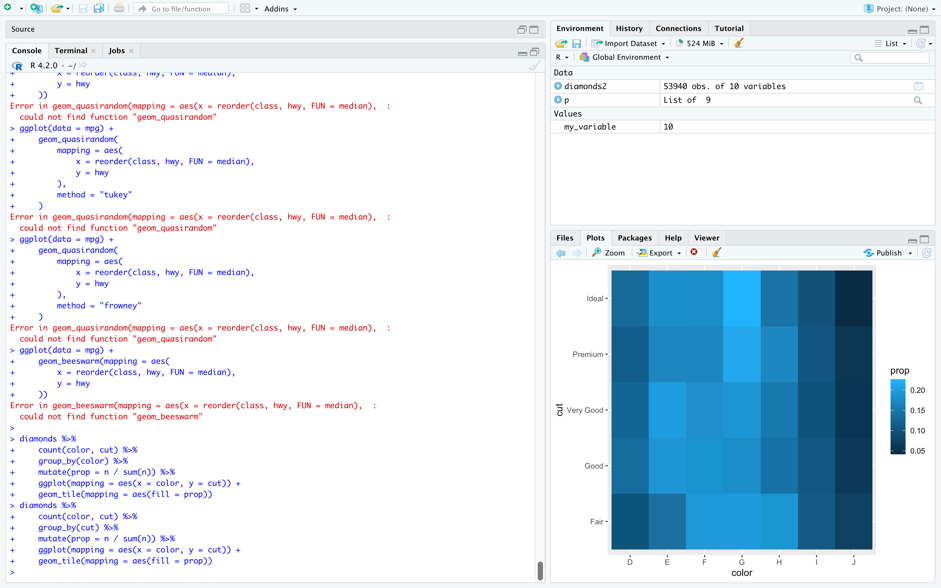 Go to file/function
Addins
Project: (None)
Source
Console
Terminal
Jobs
R 4.2.0 · ~/
+         x = reorder(class, hwy, FUN = median),
+         y = hwy
+     ))
Error in geom_quasirandom(mapping = aes(x = reorder(class, hwy, FUN = median),  :
  could not find function "geom_quasirandom"
> ggplot(data = mpg) +
+     geom_quasirandom(
+         mapping = aes(
+             x = reorder(class, hwy, FUN = median),
+             y = hwy
+         ),
+         method = "tukey"
+     )
Error in geom_quasirandom(mapping = aes(x = reorder(class, hwy, FUN = median),  :
  could not find function "geom_quasirandom"
> ggplot(data = mpg) +
+     geom_quasirandom(
+         mapping = aes(
+             x = reorder(class, hwy, FUN = median),
+             y = hwy
+         ),
+         method = "frowney"
+     )
Error in geom_quasirandom(mapping = aes(x = reorder(class, hwy, FUN = median),  :
  could not find function "geom_quasirandom"
> ggplot(data = mpg) +
+     geom_beeswarm(mapping = aes(
+         x = reorder(class, hwy, FUN = median),
+         y = hwy
+     ))
Error in geom_beeswarm(mapping = aes(x = reorder(class, hwy, FUN = median),  :
  could not find function "geom_beeswarm"
>
> diamonds %>%
+     count(color, cut) %>%
+     group_by(color) %>%
+     mutate(prop = n / sum(n)) %>%
+     ggplot(mapping = aes(x = color, y = cut)) +
+     geom_tile(mapping = aes(fill = prop))
> diamonds %>%
+     count(color, cut) %>%
+     group_by(cut) %>%
+     mutate(prop = n / sum(n)) %>%
+     ggplot(mapping = aes(x = color, y = cut)) +
+     geom_tile(mapping = aes(fill = prop))
>
Environment
History
Connections
Tutorial
Import Dataset
524 MiB
List
R
Global Environment
Data
diamonds2 53940 obs. of 10 variables
p List of  9
Values
my_variable 10
Files
Plots
Packages
Help
Viewer
Zoom
Export
Publish
Ideal
Premium
Very Good
Good
Fair
cut
D E F G H I J
color
prop
0.20
0.15
0.10
0.05